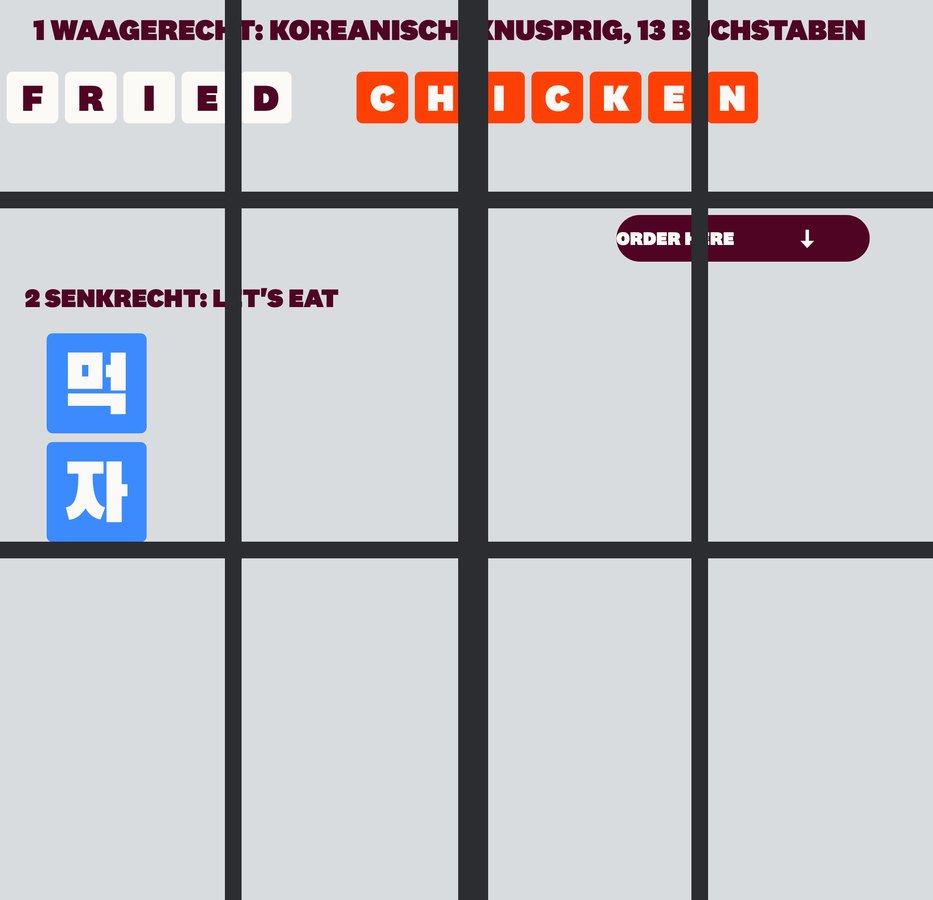 1 WAAGERECHT: KOREANISCH KNUSPRIG, 13 BUCHSTABEN
FRIED CHICKEN
ORDER HERE ↓
2 SENKRECHT: LET'S EAT
먹
자